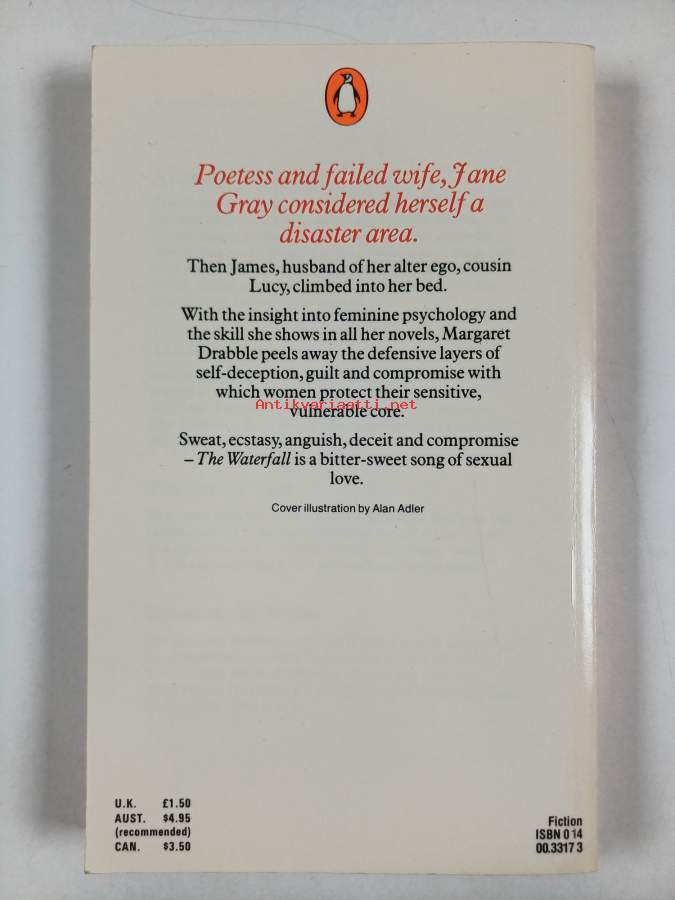 Poetess and failed wife, Jane
Gray considered herself a
disaster area.
Then James, husband of her alter ego, cousin
Lucy, climbed into her bed.
With the insight into feminine psychology and
the skill she shows in all her novels, Margaret
Drabble peels away the defensive layers of
self-deception, guilt and compromise with
which women protect their sensitive,
Antikvariaatti.net
vulnerable core.
Sweat, ecstasy, anguish, deceit and compromise
– The Waterfall is a bitter-sweet song of sexual
love.
Cover illustration by Alan Adler
U.K. £1.50
AUST. $4.95
(recommended)
CAN. $3.50
Fiction
ISBN 0 14
00.3317 3